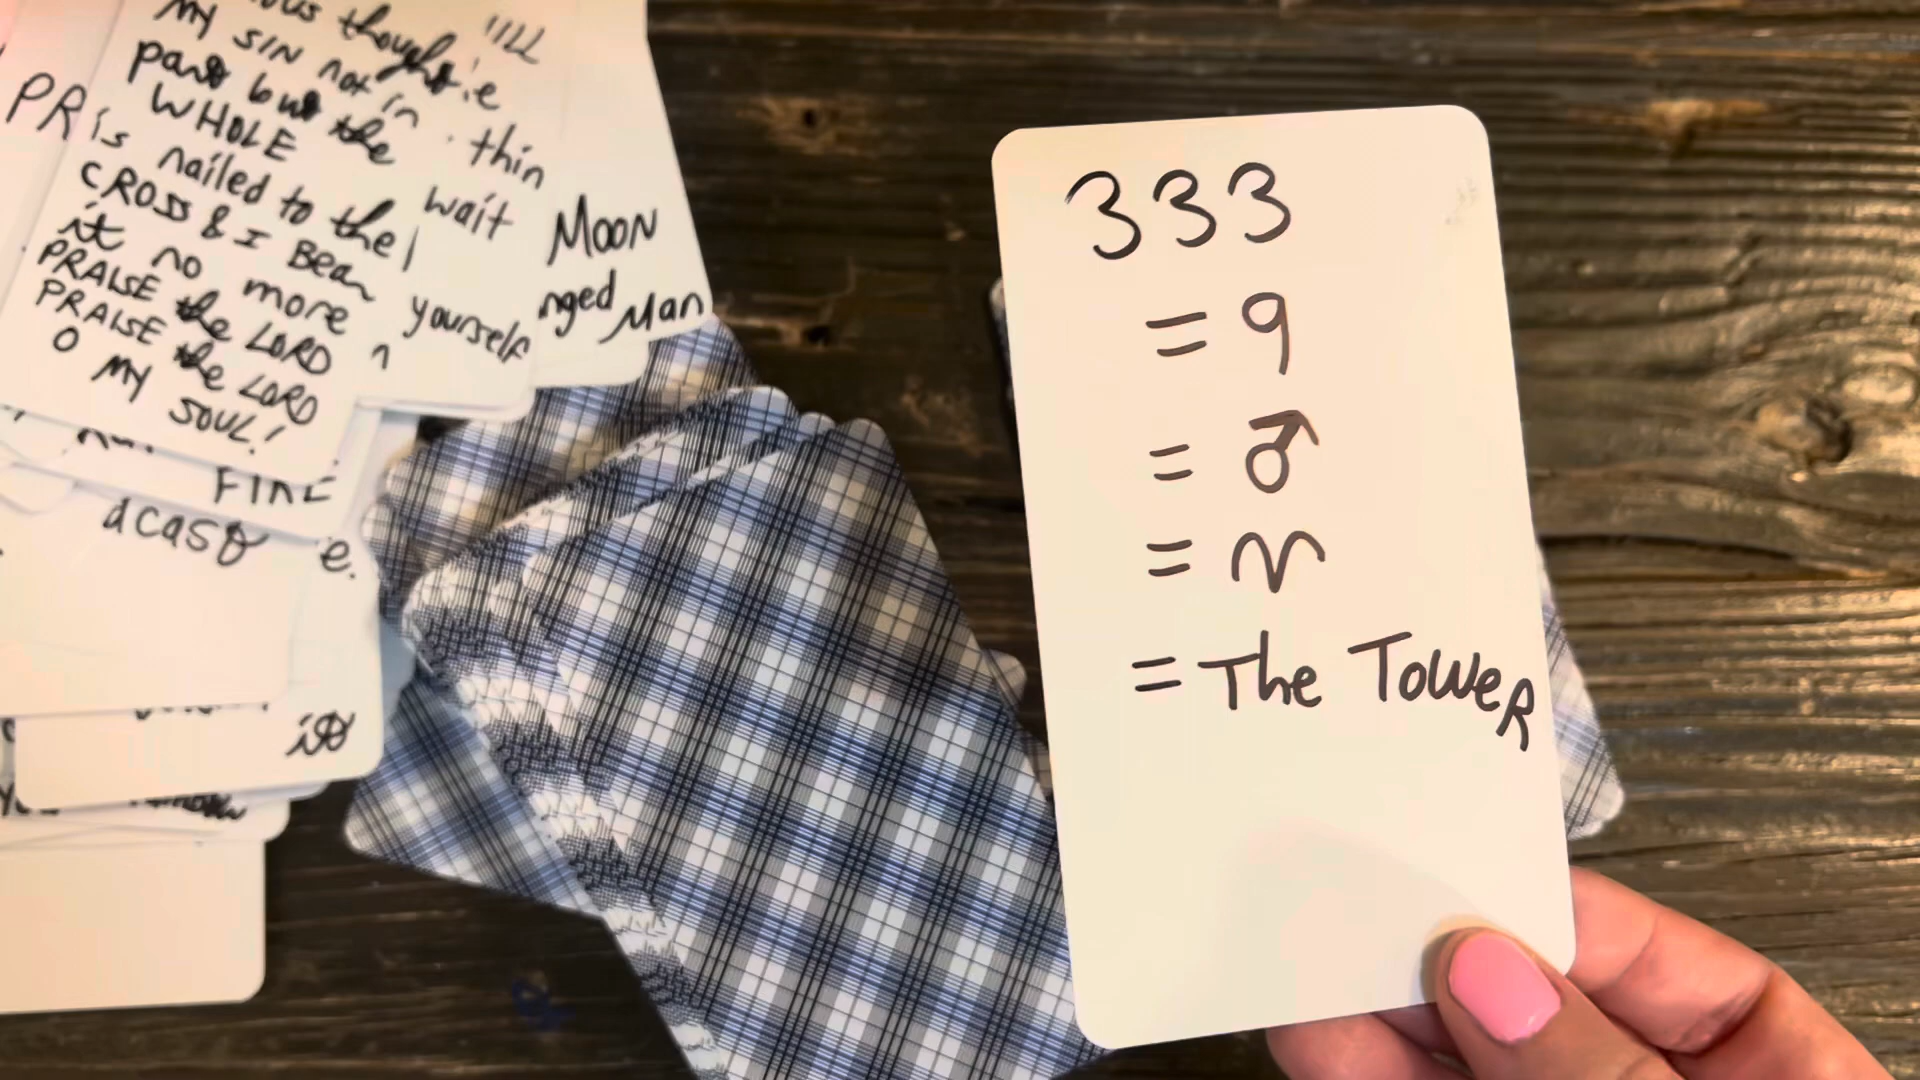 333
= 9
= ♂
= ♈
= The Tower
thought
my SIN not in
part but the
WHOLE
is nailed to the
CROSS & I Bear
it no more
PRAISE the LORD
PRAISE the LORD
O my SOUL!
PR
thin
wait
yourself
Moon
nged Man
FIRE
e.